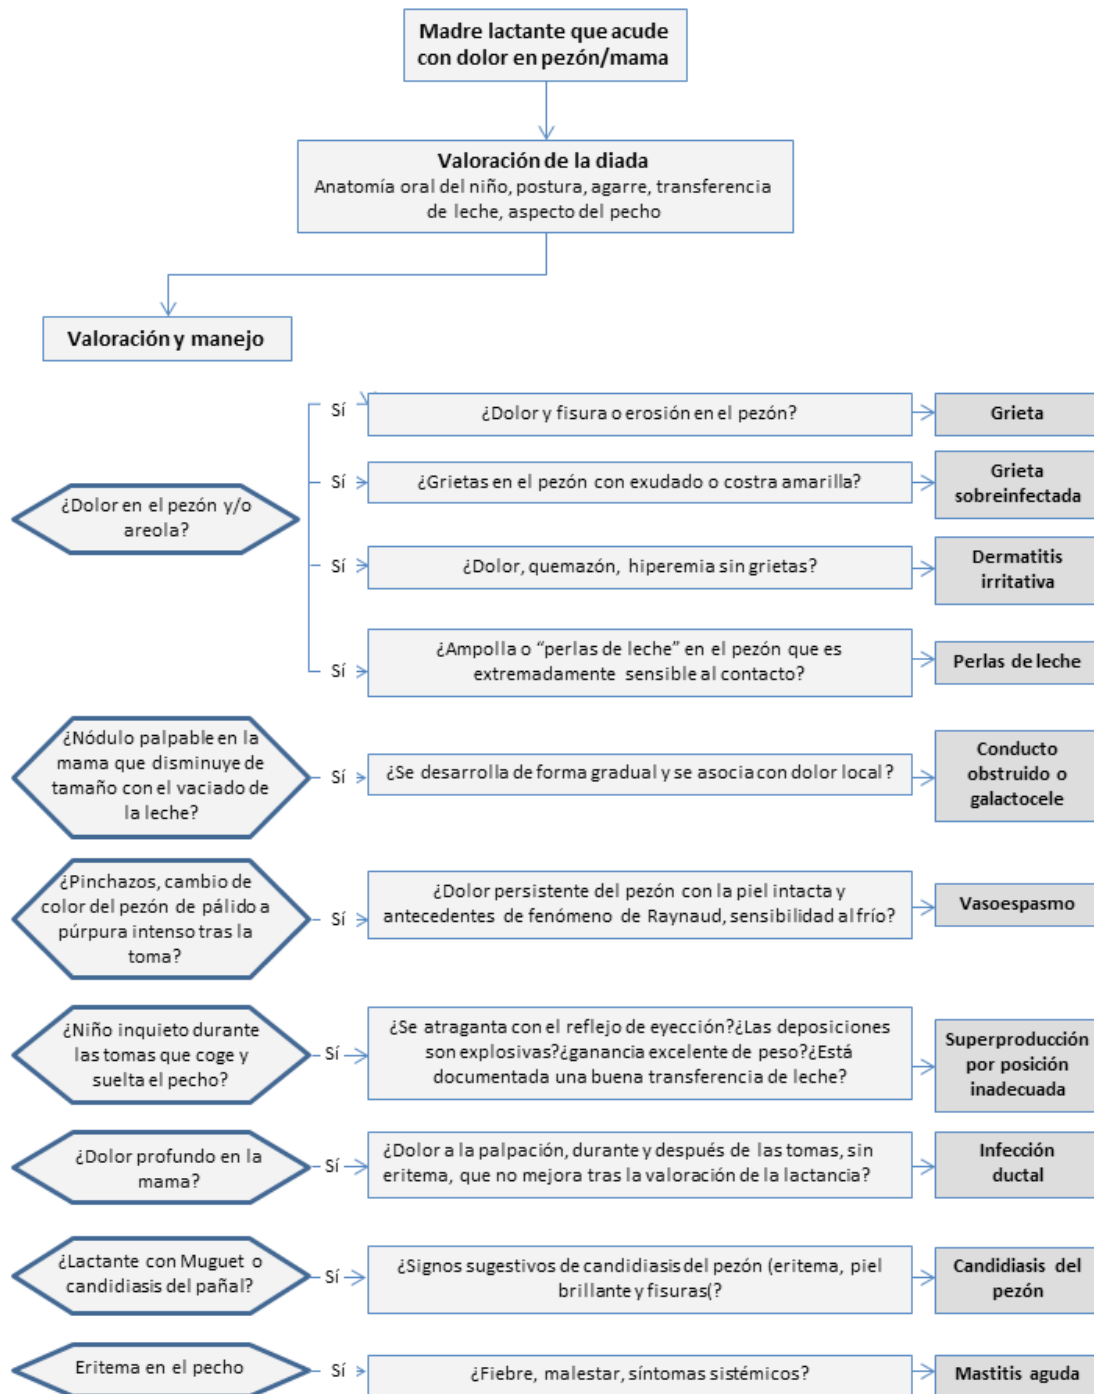 Madre lactante que acude
con dolor en pezón/mama
Valoración de la diada
Anatomía oral del niño, postura, agarre, transferencia
de leche, aspecto del pecho
Valoración y manejo
¿Dolor en el pezón y/o
areola?
Sí
¿Dolor y fisura o erosión en el pezón?
Grieta
Sí
¿Grietas en el pezón con exudado o costra amarilla?
Grieta
sobreinfectada
Sí
¿Dolor, quemazón, hiperemia sin grietas?
Dermatitis
irritativa
Sí
¿Ampolla o “perlas de leche” en el pezón que es
extremadamente sensible al contacto?
Perlas de leche
¿Nódulo palpable en la
mama que disminuye de
tamaño con el vaciado de
la leche?
Sí
¿Se desarrolla de forma gradual y se asocia con dolor local?
Conducto
obstruido o
galactocele
¿Pinchazos, cambio de
color del pezón de pálido a
púrpura intenso tras la
toma?
Sí
¿Dolor persistente del pezón con la piel intacta y
antecedentes de fenómeno de Raynaud, sensibilidad al frío?
Vasoespasmo
¿Niño inquieto durante
las tomas que coge y
suelta el pecho?
Sí
¿Se atraganta con el reflejo de eyección?¿Las deposiciones
son explosivas?¿ganancia excelente de peso?¿Está
documentada una buena transferencia de leche?
Superproducción
por posición
inadecuada
¿Dolor profundo en la
mama?
Sí
¿Dolor a la palpación, durante y después de las tomas, sin
eritema, que no mejora tras la valoración de la lactancia?
Infección
ductal
¿Lactante con Muguet o
candidiasis del pañal?
Sí
¿Signos sugestivos de candidiasis del pezón (eritema, piel
brillante y fisuras(?
Candidiasis del
pezón
Eritema en el pecho
Sí
¿Fiebre, malestar, síntomas sistémicos?
Mastitis aguda